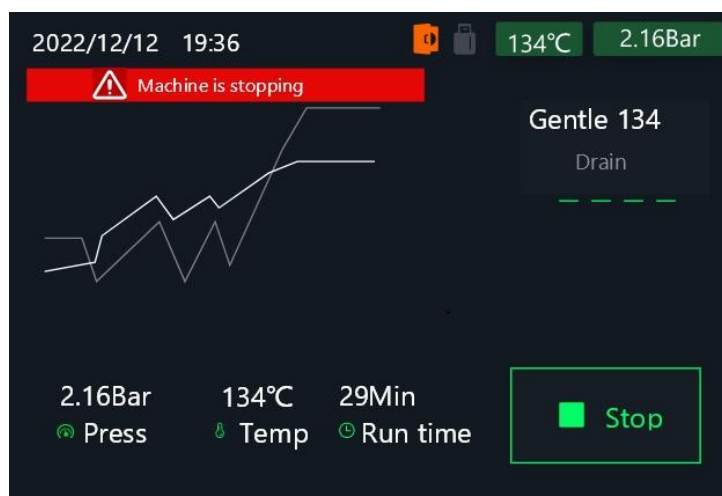 2022/12/12 19:36 134℃ 2.16Bar
Machine is stopping
Gentle 134
Drain
2.16Bar 134℃ 29Min
Press Temp Run time
Stop